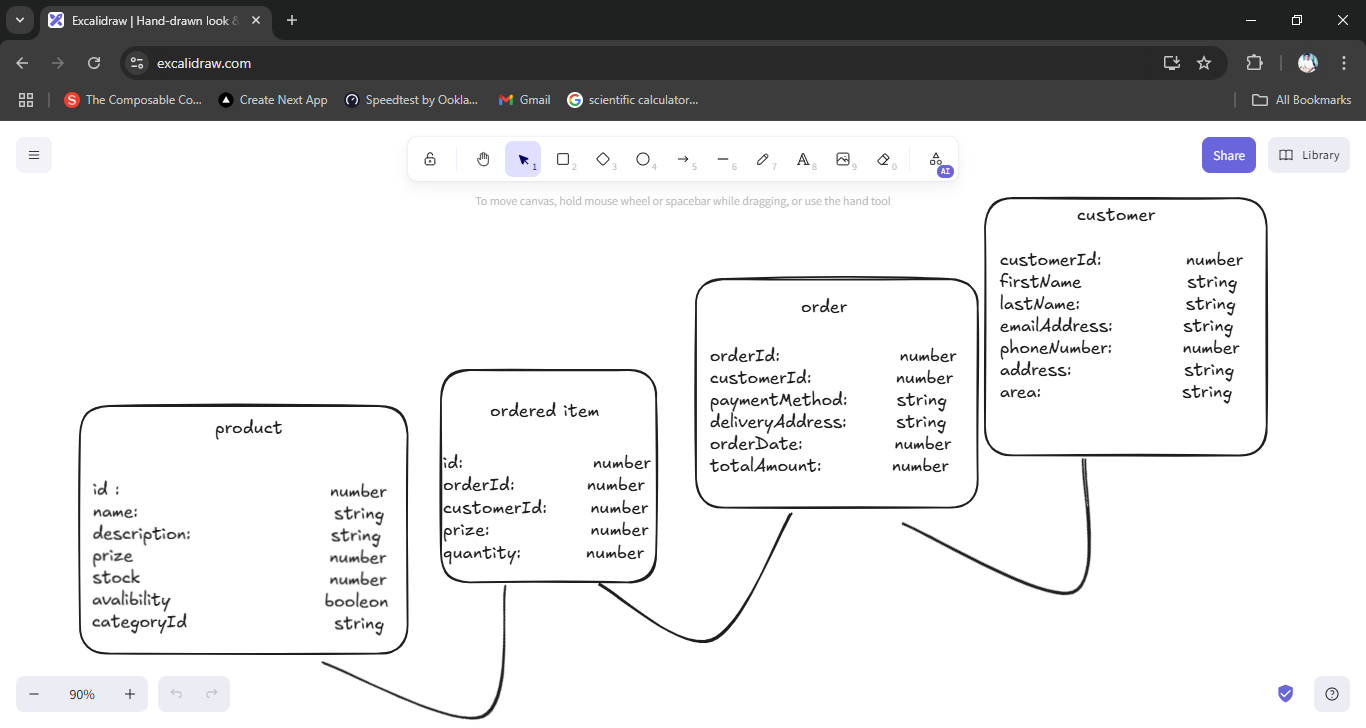 Excalidraw | Hand-drawn look &
excalidraw.com
The Composable Co...
Create Next App
Speedtest by Ookla...
Gmail
scientific calculator...
All Bookmarks
1
2
3
4
5
6
7
8
9
0
AI
Share
Library
To move canvas, hold mouse wheel or spacebar while dragging, or use the hand tool
product
id : number
name: string
description: string
prize number
stock number
avalibility booleon
categoryId string
ordered item
id: number
orderId: number
customerId: number
prize: number
quantity: number
order
orderId: number
customerId: number
paymentMethod: string
deliveryAddress: string
orderDate: number
totalAmount: number
customer
customerId: number
firstName string
lastName: string
emailAddress: string
phoneNumber: number
address: string
area: string
90%